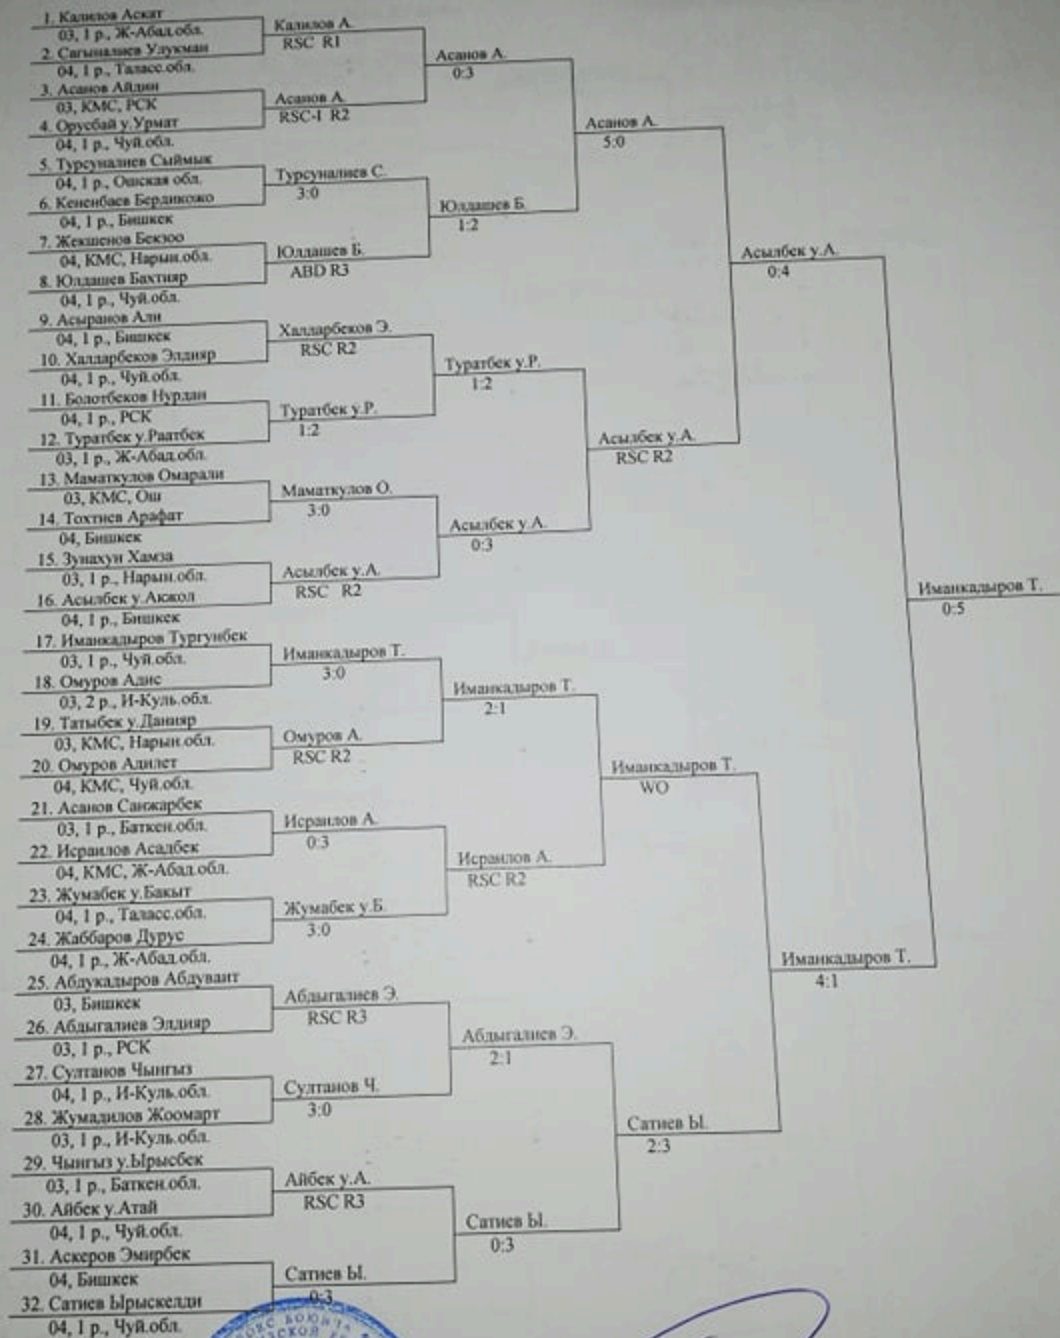 1. Калилов Аскат
03, 1 р., Ж-Абад.обл.
2. Сагыналиев Улукман
04, 1 р., Таласс.обл.
3. Асанов Айдин
03, КМС, РСК
4. Орусбай у.Урмат
04, 1 р., Чуй.обл.
5. Турсуналиев Сыймык
04, 1 р., Ошская обл.
6. Кененбаев Бердикожо
04, 1 р., Бишкек
7. Жекшенов Бекзоо
04, КМС, Нарын.обл.
8. Юлдашев Бахтияр
04, 1 р., Чуй.обл.
9. Асыранов Али
04, 1 р., Бишкек
10. Халдарбеков Элдияр
04, 1 р., Чуй.обл.
11. Болотбеков Нурдан
04, 1 р., РСК
12. Туратбек у.Раатбек
03, 1 р., Ж-Абад.обл.
13. Маматкулов Омарали
03, КМС, Ош
14. Тохтиев Арафат
04, Бишкек
15. Зунахун Хамза
03, 1 р., Нарын.обл.
16. Асылбек у.Акжол
04, 1 р., Бишкек
17. Иманкадыров Тургунбек
03, 1 р., Чуй.обл.
18. Омуров Адис
03, 2 р., И-Куль.обл.
19. Татыбек у.Данияр
03, КМС, Нарын.обл.
20. Омуров Адилет
04, КМС, Чуй.обл.
21. Асанов Санжарбек
03, 1 р., Баткен.обл.
22. Исраилов Асадбек
04, КМС, Ж-Абад.обл.
23. Жумабек у.Бакыт
04, 1 р., Таласс.обл.
24. Жаббаров Дурус
04, 1 р., Ж-Абад.обл.
25. Абдукадыров Абдуваит
03, Бишкек
26. Абдыгалиев Элдияр
03, 1 р., РСК
27. Султанов Чынгыз
04, 1 р., И-Куль.обл.
28. Жумадилов Жоомарт
03, 1 р., И-Куль.обл.
29. Чынгыз у.Ырысбек
03, 1 р., Баткен.обл.
30. Айбек у.Атай
04, 1 р., Чуй.обл.
31. Аскеров Эмирбек
04, Бишкек
32. Сатиев Ырыскелди
04, 1 р., Чуй.обл.
Калилов А.
RSC R1
Асанов А.
RSC-I R2
Турсуналиев С.
3:0
Юлдашев Б.
ABD R3
Халдарбеков Э.
RSC R2
Туратбек у.Р.
1:2
Маматкулов О.
3:0
Асылбек у.А.
RSC R2
Иманкадыров Т.
3:0
Омуров А.
RSC R2
Исраилов А.
0:3
Жумабек у.Б.
3:0
Абдыгалиев Э.
RSC R3
Султанов Ч.
3:0
Айбек у.А.
RSC R3
Сатиев Ы.
0:3
Асанов А.
0:3
Юлдашев Б.
1:2
Туратбек у.Р.
1:2
Асылбек у.А.
0:3
Иманкадыров Т.
2:1
Исраилов А.
RSC R2
Абдыгалиев Э.
2:1
Сатиев Ы.
0:3
Асанов А.
5:0
Асылбек у.А.
RSC R2
Иманкадыров Т.
WO
Сатиев Ы.
2:3
Асылбек у.А.
0:4
Иманкадыров Т.
4:1
Иманкадыров Т.
0:5